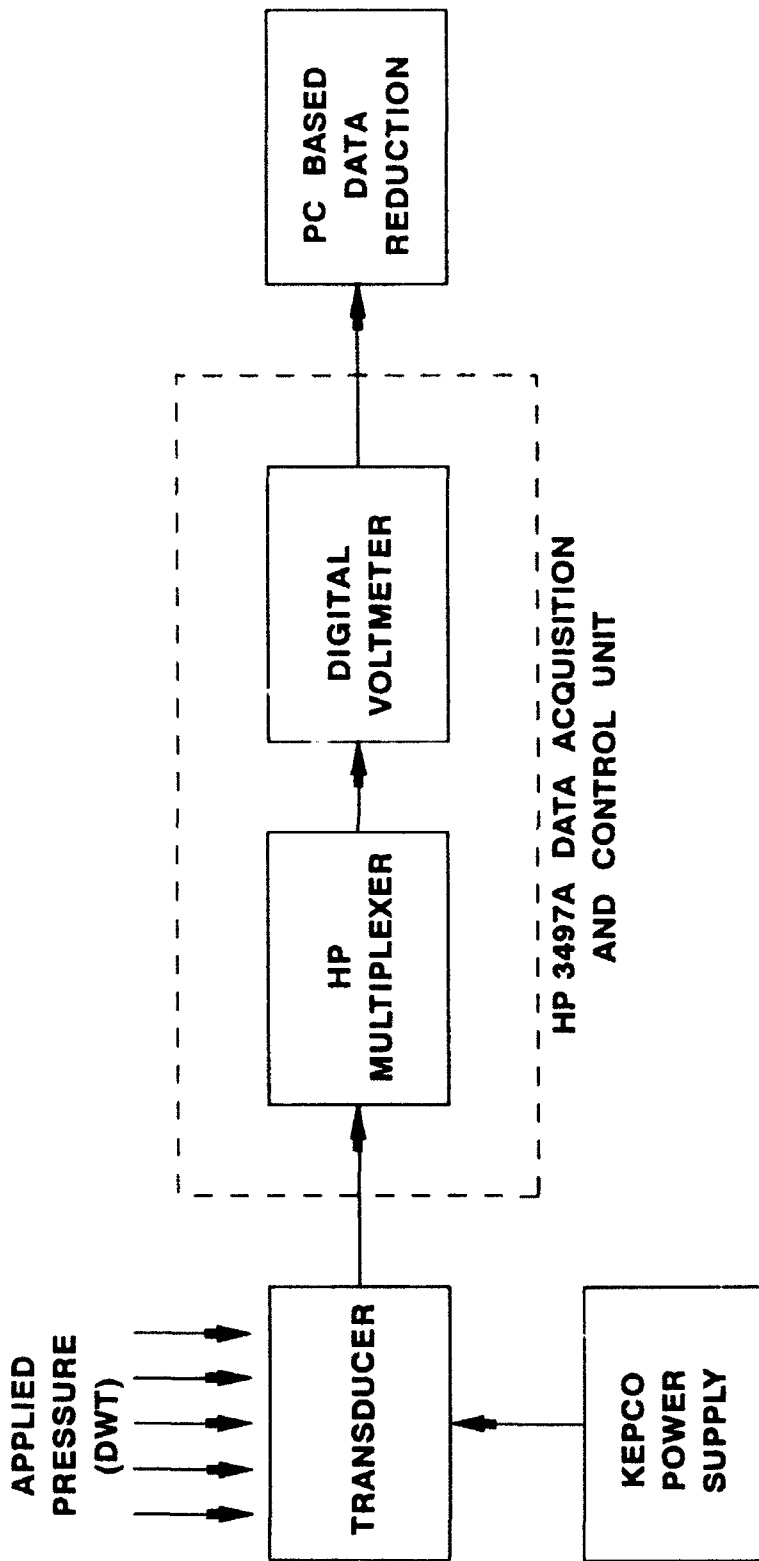 APPLIED
PRESSURE
(DWT)
TRANSDUCER
KEPCO
POWER
SUPPLY
HP
MULTIPLEXER
DIGITAL
VOLTMETER
HP 3497A DATA ACQUISITION
AND CONTROL UNIT
PC BASED
DATA
REDUCTION